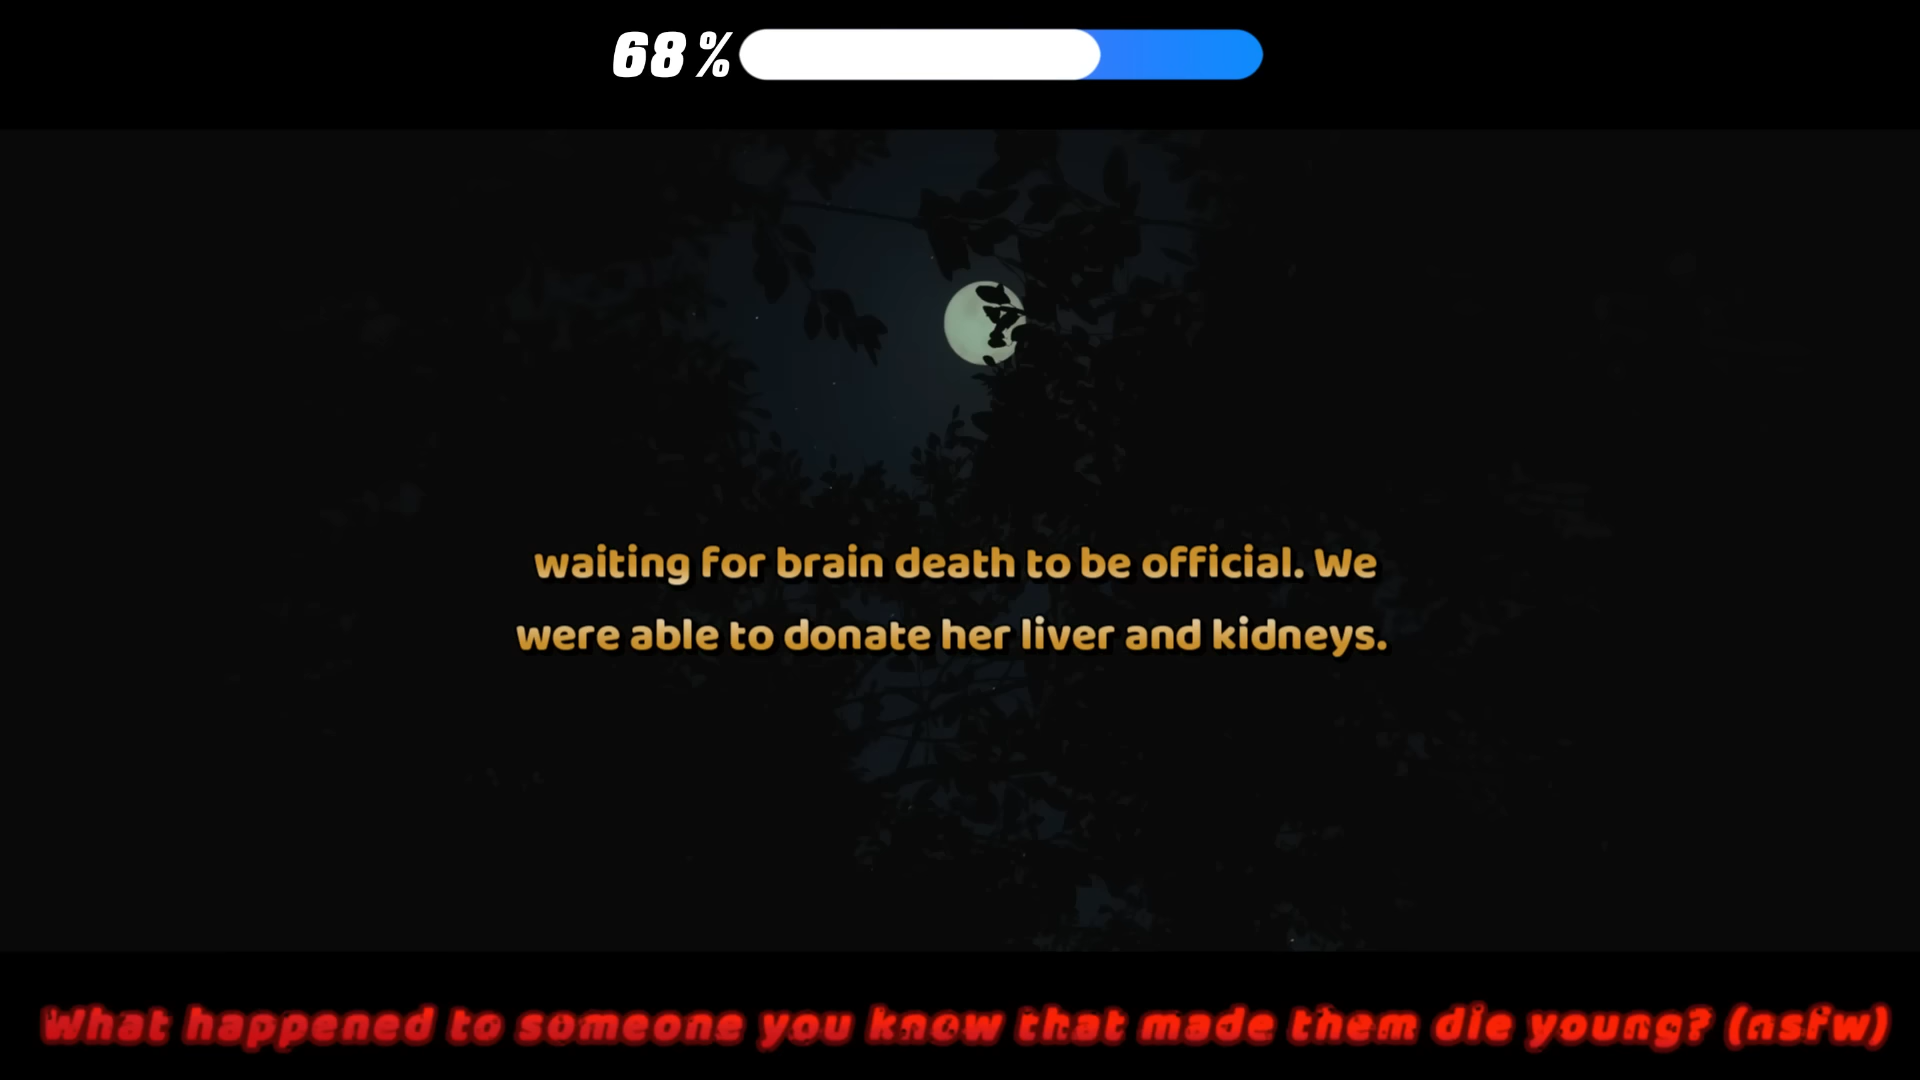 68%
waiting for brain death to be official. We
were able to donate her liver and kidneys.
What happened to someone you know that made them die young? (nsfw)